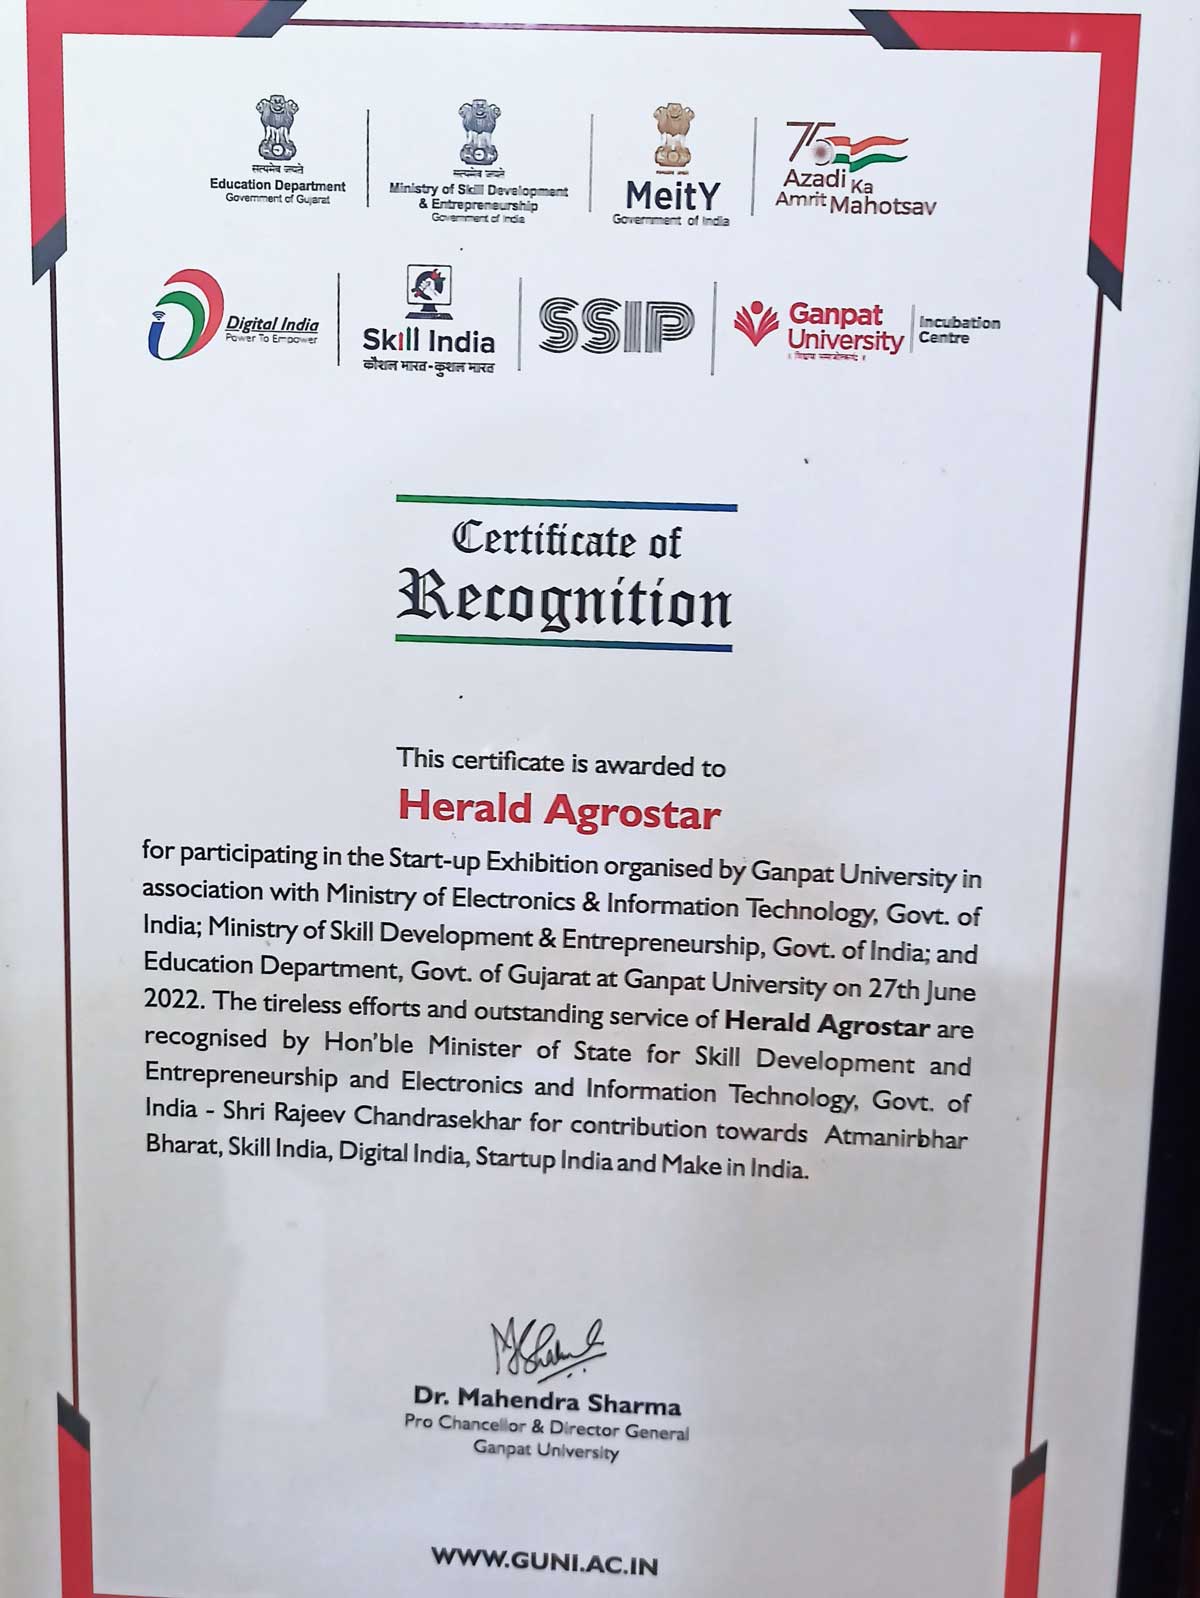 सत्यमेव जयते
Education Department
Government of Gujarat
सत्यमेव जयते
Ministry of Skill Development
& Entrepreneurship
Government of India
सत्यमेव जयते
MeitY
Government of India
75
Azadi Ka
Amrit Mahotsav
Digital India
Power To Empower
Skill India
कौशल भारत - कुशल भारत
SSIP
Ganpat
University
Incubation
Centre
Certificate of
Recognition
This certificate is awarded to
Herald Agrostar
for participating in the Start-up Exhibition organised by Ganpat University in
association with Ministry of Electronics & Information Technology, Govt. of
India; Ministry of Skill Development & Entrepreneurship, Govt. of India; and
Education Department, Govt. of Gujarat at Ganpat University on 27th June
2022. The tireless efforts and outstanding service of Herald Agrostar are
recognised by Hon'ble Minister of State for Skill Development and
Entrepreneurship and Electronics and Information Technology, Govt. of
India - Shri Rajeev Chandrasekhar for contribution towards Atmanirbhar
Bharat, Skill India, Digital India, Startup India and Make in India.
Dr. Mahendra Sharma
Pro Chancellor & Director General
Ganpat University
WWW.GUNI.AC.IN